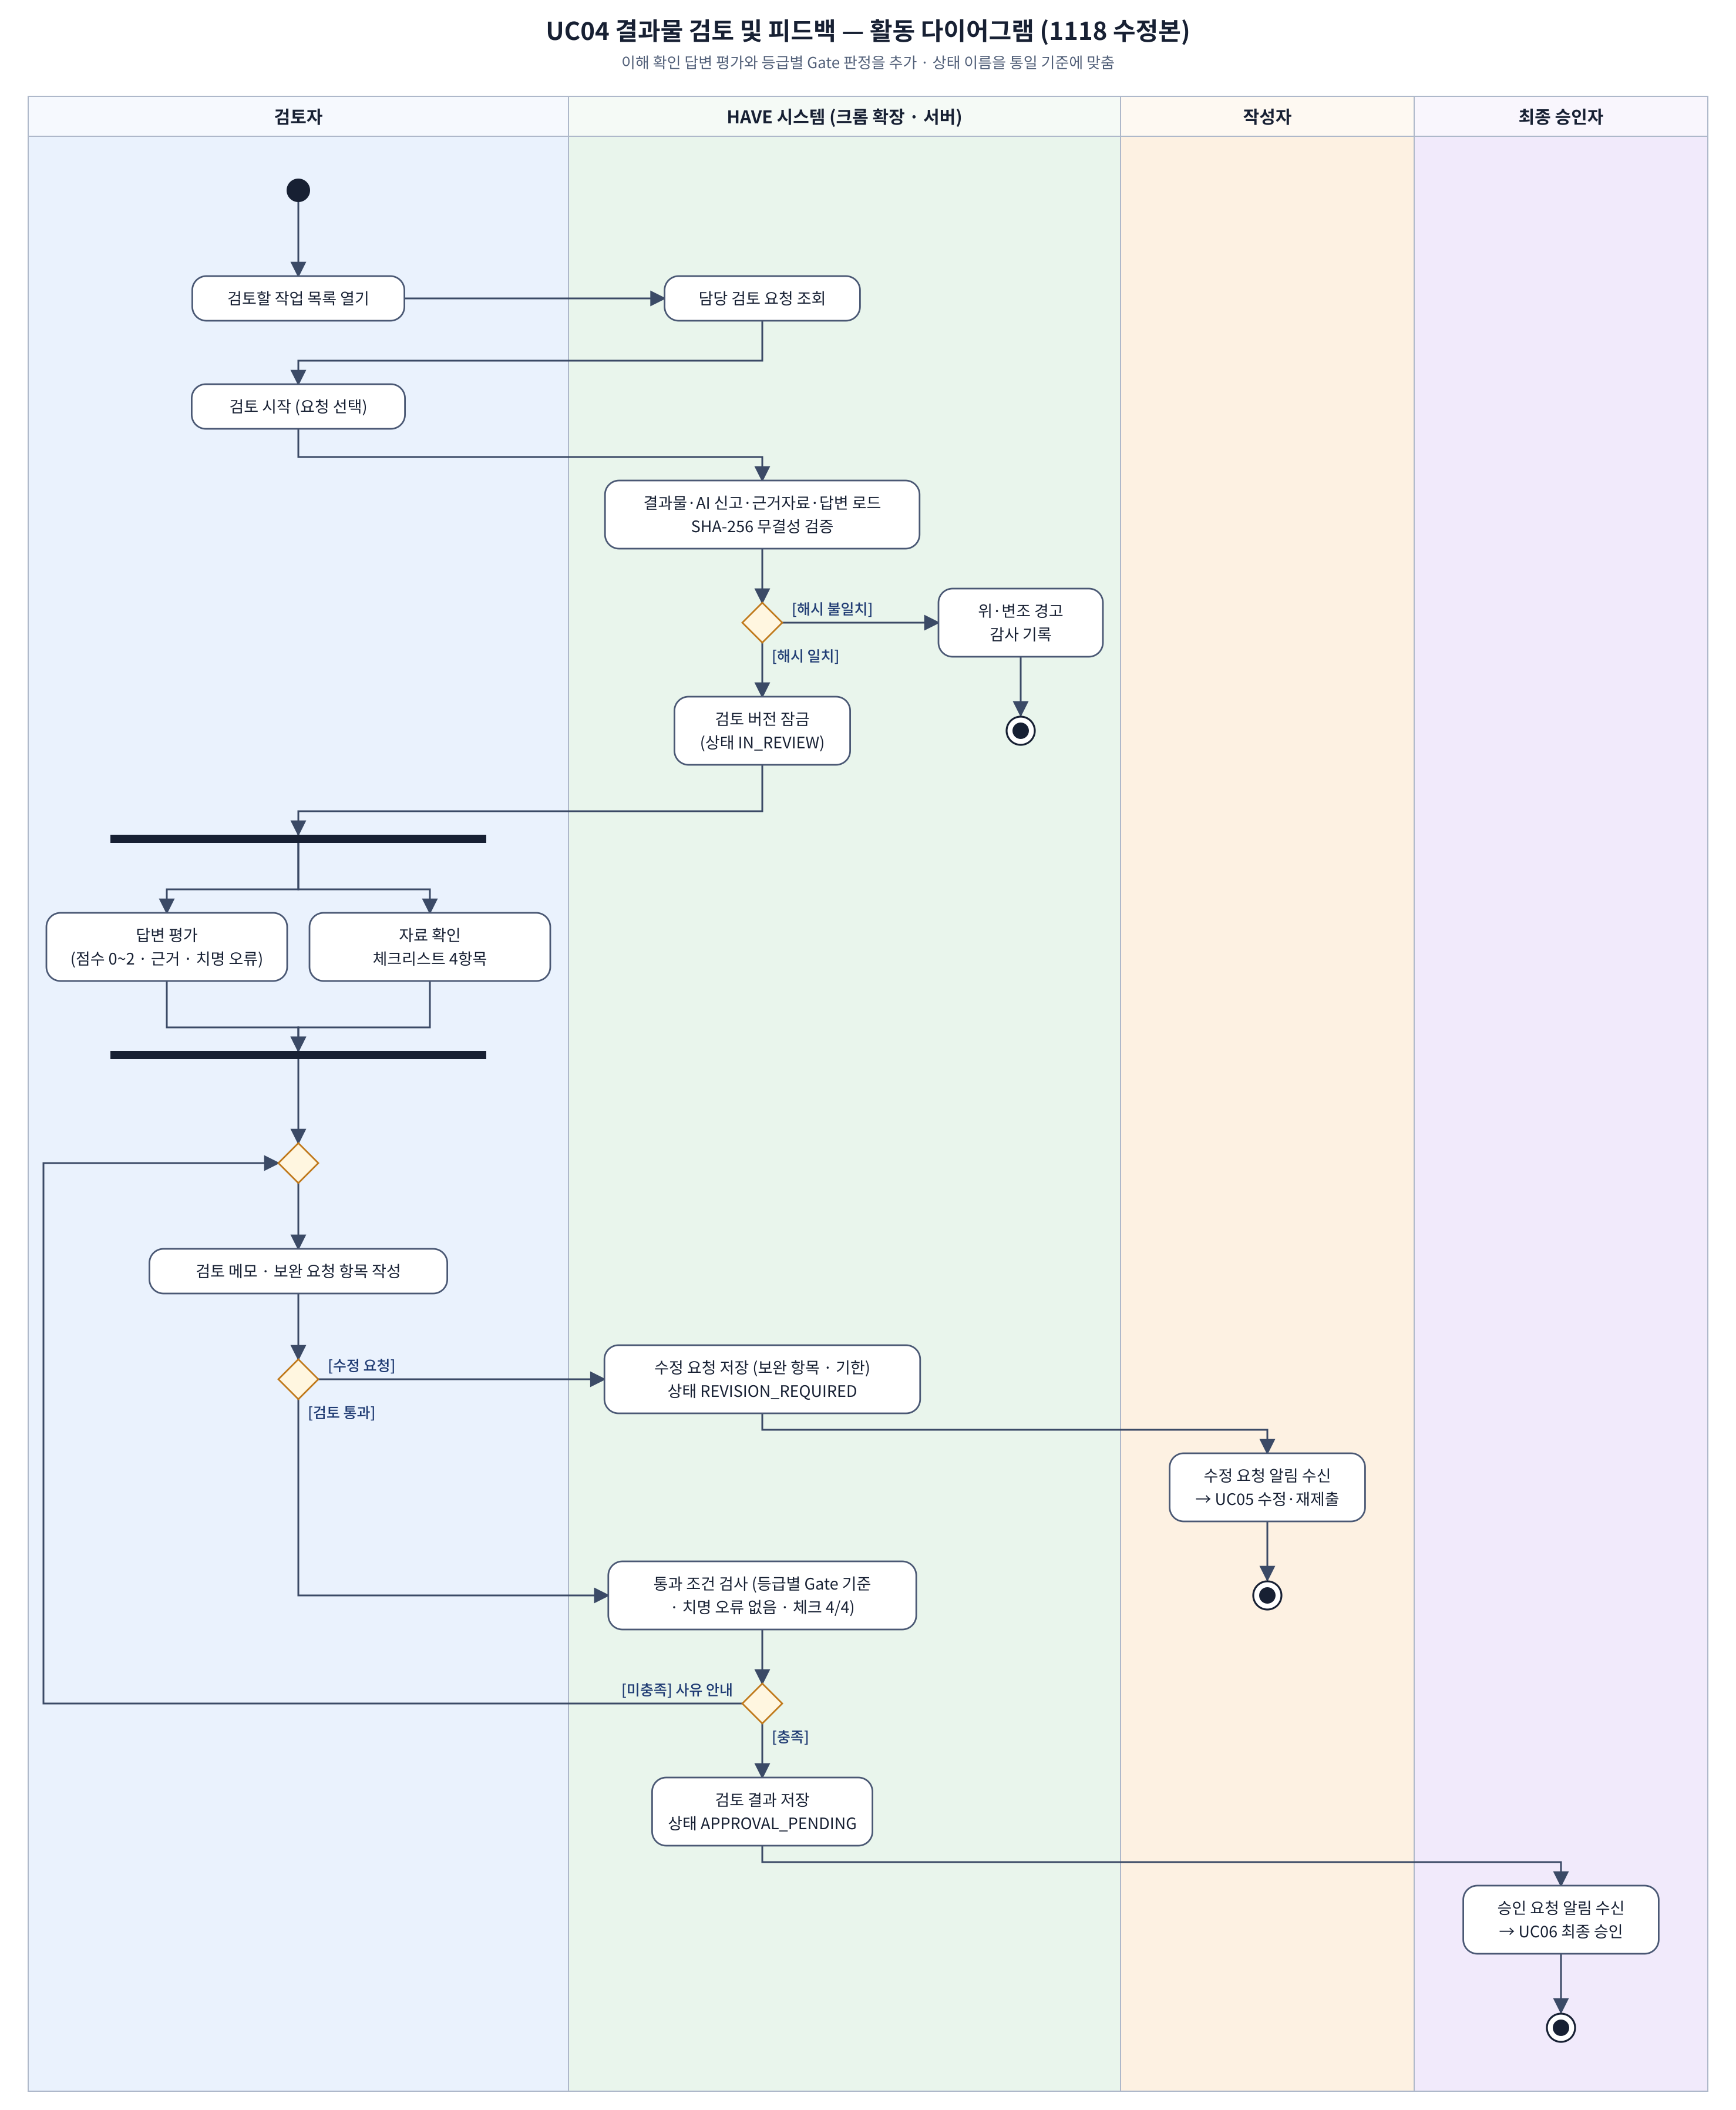 UC04 결과물 검토 및 피드백 — 활동 다이어그램 (1118 수정본)
이해 확인 답변 평가와 등급별 Gate 판정을 추가 · 상태 이름을 통일 기준에 맞춤
검토자
HAVE 시스템 (크롬 확장 · 서버)
작성자
최종 승인자
검토할 작업 목록 열기
담당 검토 요청 조회
검토 시작 (요청 선택)
결과물·AI 신고·근거자료·답변 로드
SHA-256 무결성 검증
[해시 불일치]
위·변조 경고
감사 기록
[해시 일치]
검토 버전 잠금
(상태 IN_REVIEW)
답변 평가
(점수 0~2 · 근거 · 치명 오류)
자료 확인
체크리스트 4항목
검토 메모 · 보완 요청 항목 작성
[수정 요청]
수정 요청 저장 (보완 항목 · 기한)
상태 REVISION_REQUIRED
[검토 통과]
수정 요청 알림 수신
→ UC05 수정·재제출
통과 조건 검사 (등급별 Gate 기준
· 치명 오류 없음 · 체크 4/4)
[미충족] 사유 안내
[충족]
검토 결과 저장
상태 APPROVAL_PENDING
승인 요청 알림 수신
→ UC06 최종 승인